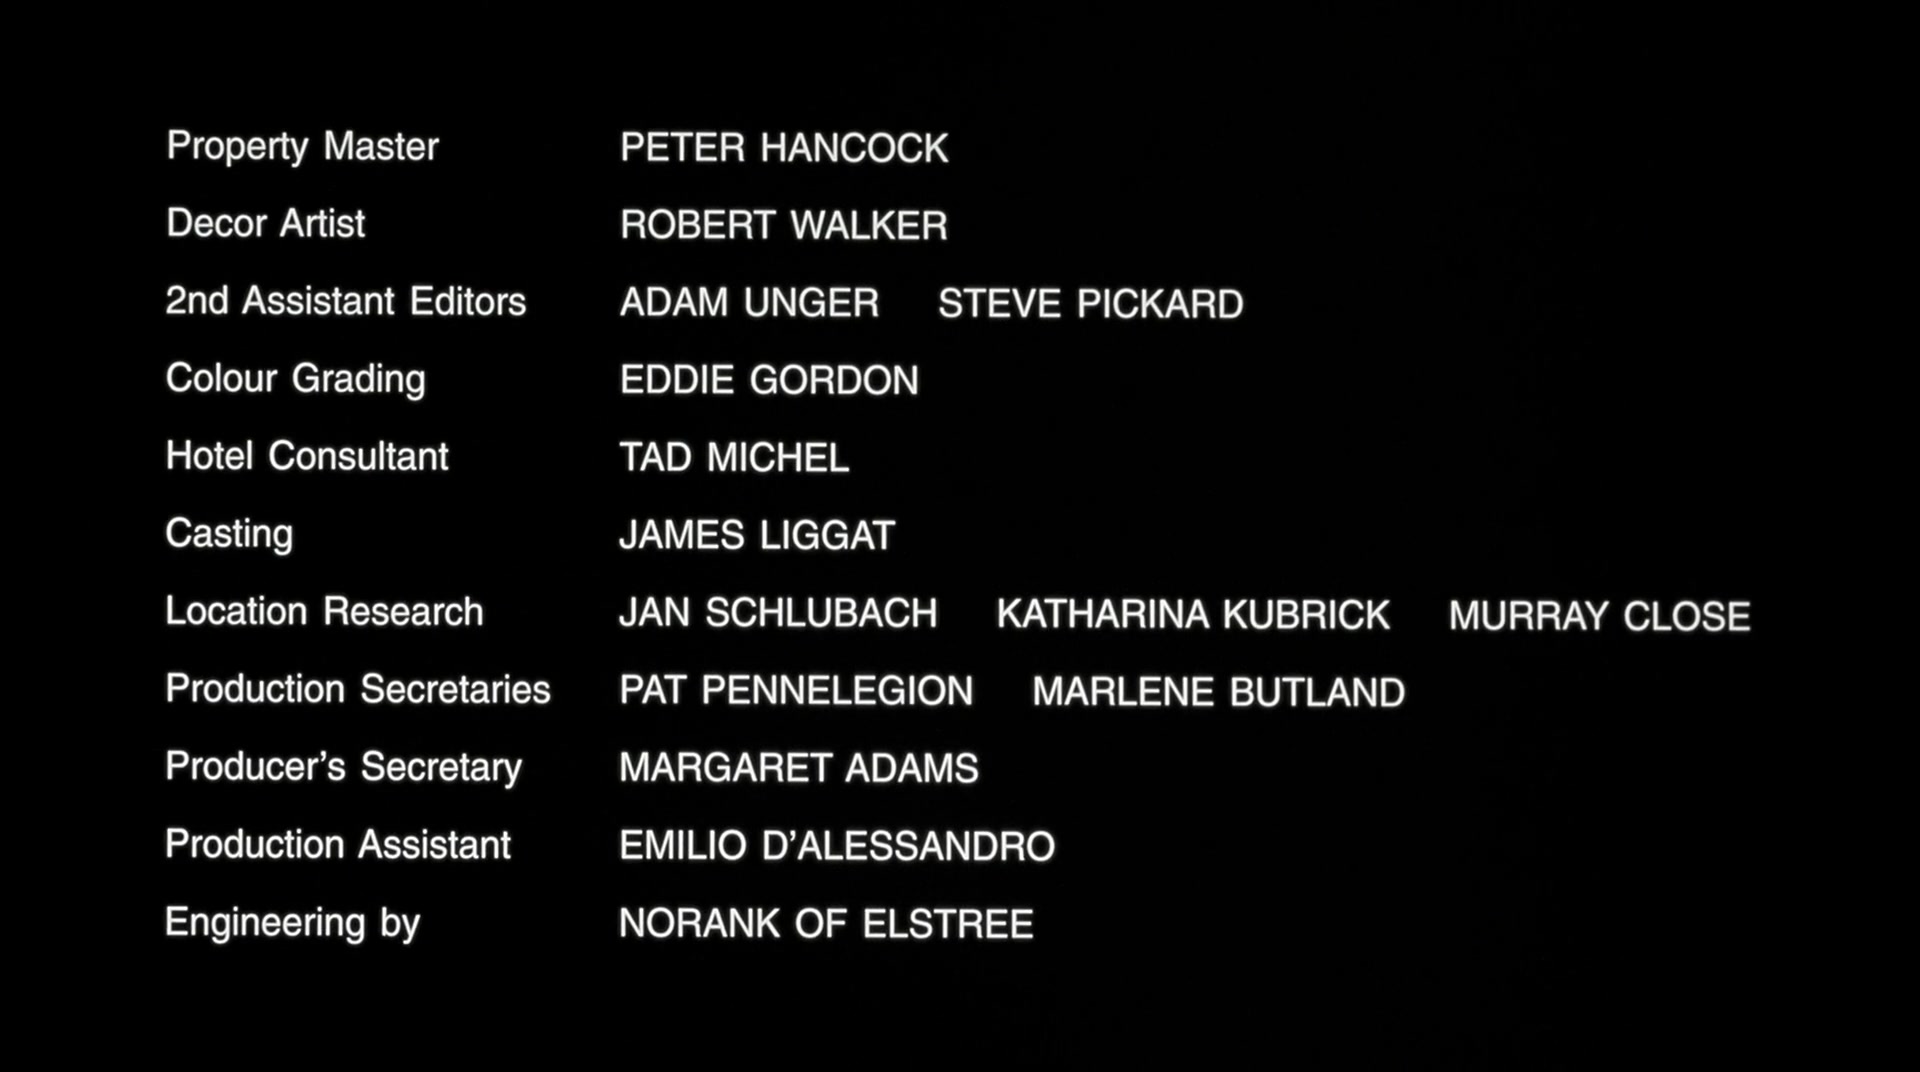 Property Master PETER HANCOCK
Decor Artist ROBERT WALKER
2nd Assistant Editors ADAM UNGER STEVE PICKARD
Colour Grading EDDIE GORDON
Hotel Consultant TAD MICHEL
Casting JAMES LIGGAT
Location Research JAN SCHLUBACH KATHARINA KUBRICK MURRAY CLOSE
Production Secretaries PAT PENNELEGION MARLENE BUTLAND
Producer’s Secretary MARGARET ADAMS
Production Assistant EMILIO D’ALESSANDRO
Engineering by NORANK OF ELSTREE